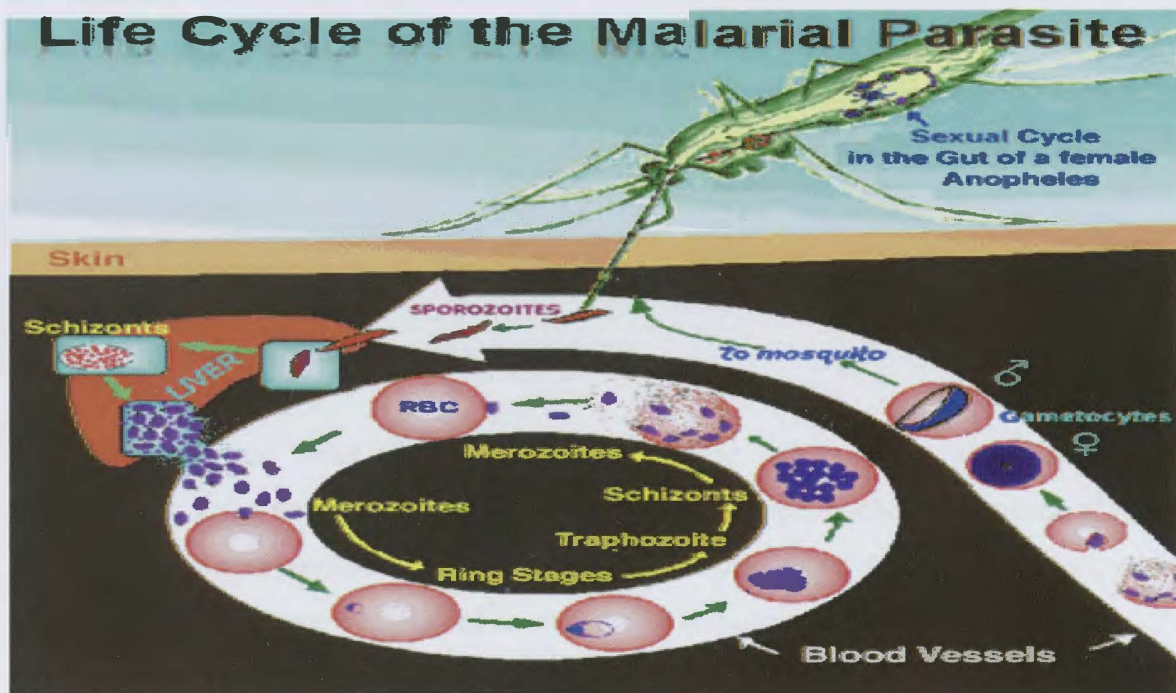 Life Cycle of the Malarial Parasite
Sexual Cycle
in the Gut of a female
Anopheles
Skin
SPOROZOITES
Schizonts
LIVER
To mosquito
RBC
Gametocytes
Merozoites
Schizonts
Merozoites
Traphozoite
Ring Stages
Blood Vessels